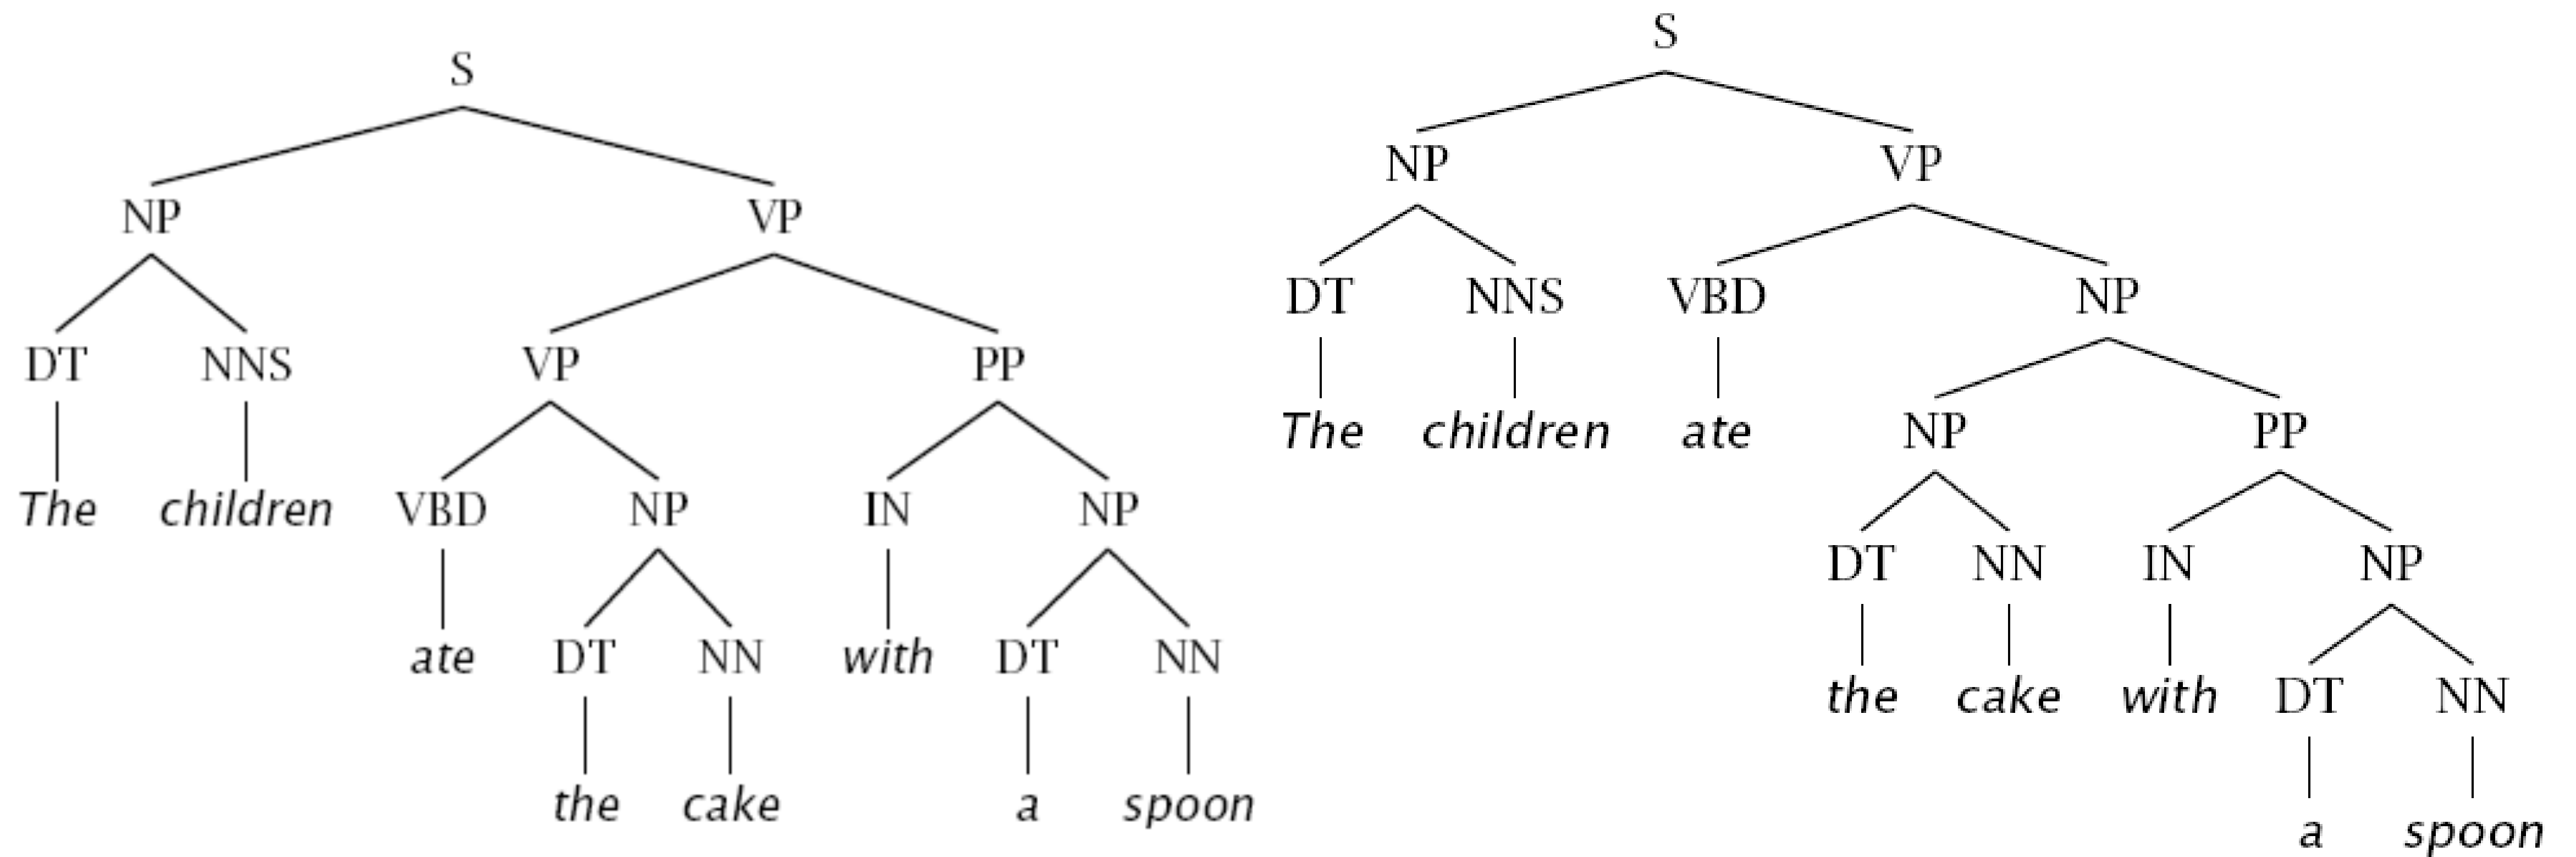 S
NP VP
DT NNS VP PP
The children VBD NP IN NP
ate DT NN with DT NN
the cake a spoon
S
NP VP
DT NNS VBD NP
The children ate NP PP
DT NN IN NP
the cake with DT NN
a spoon